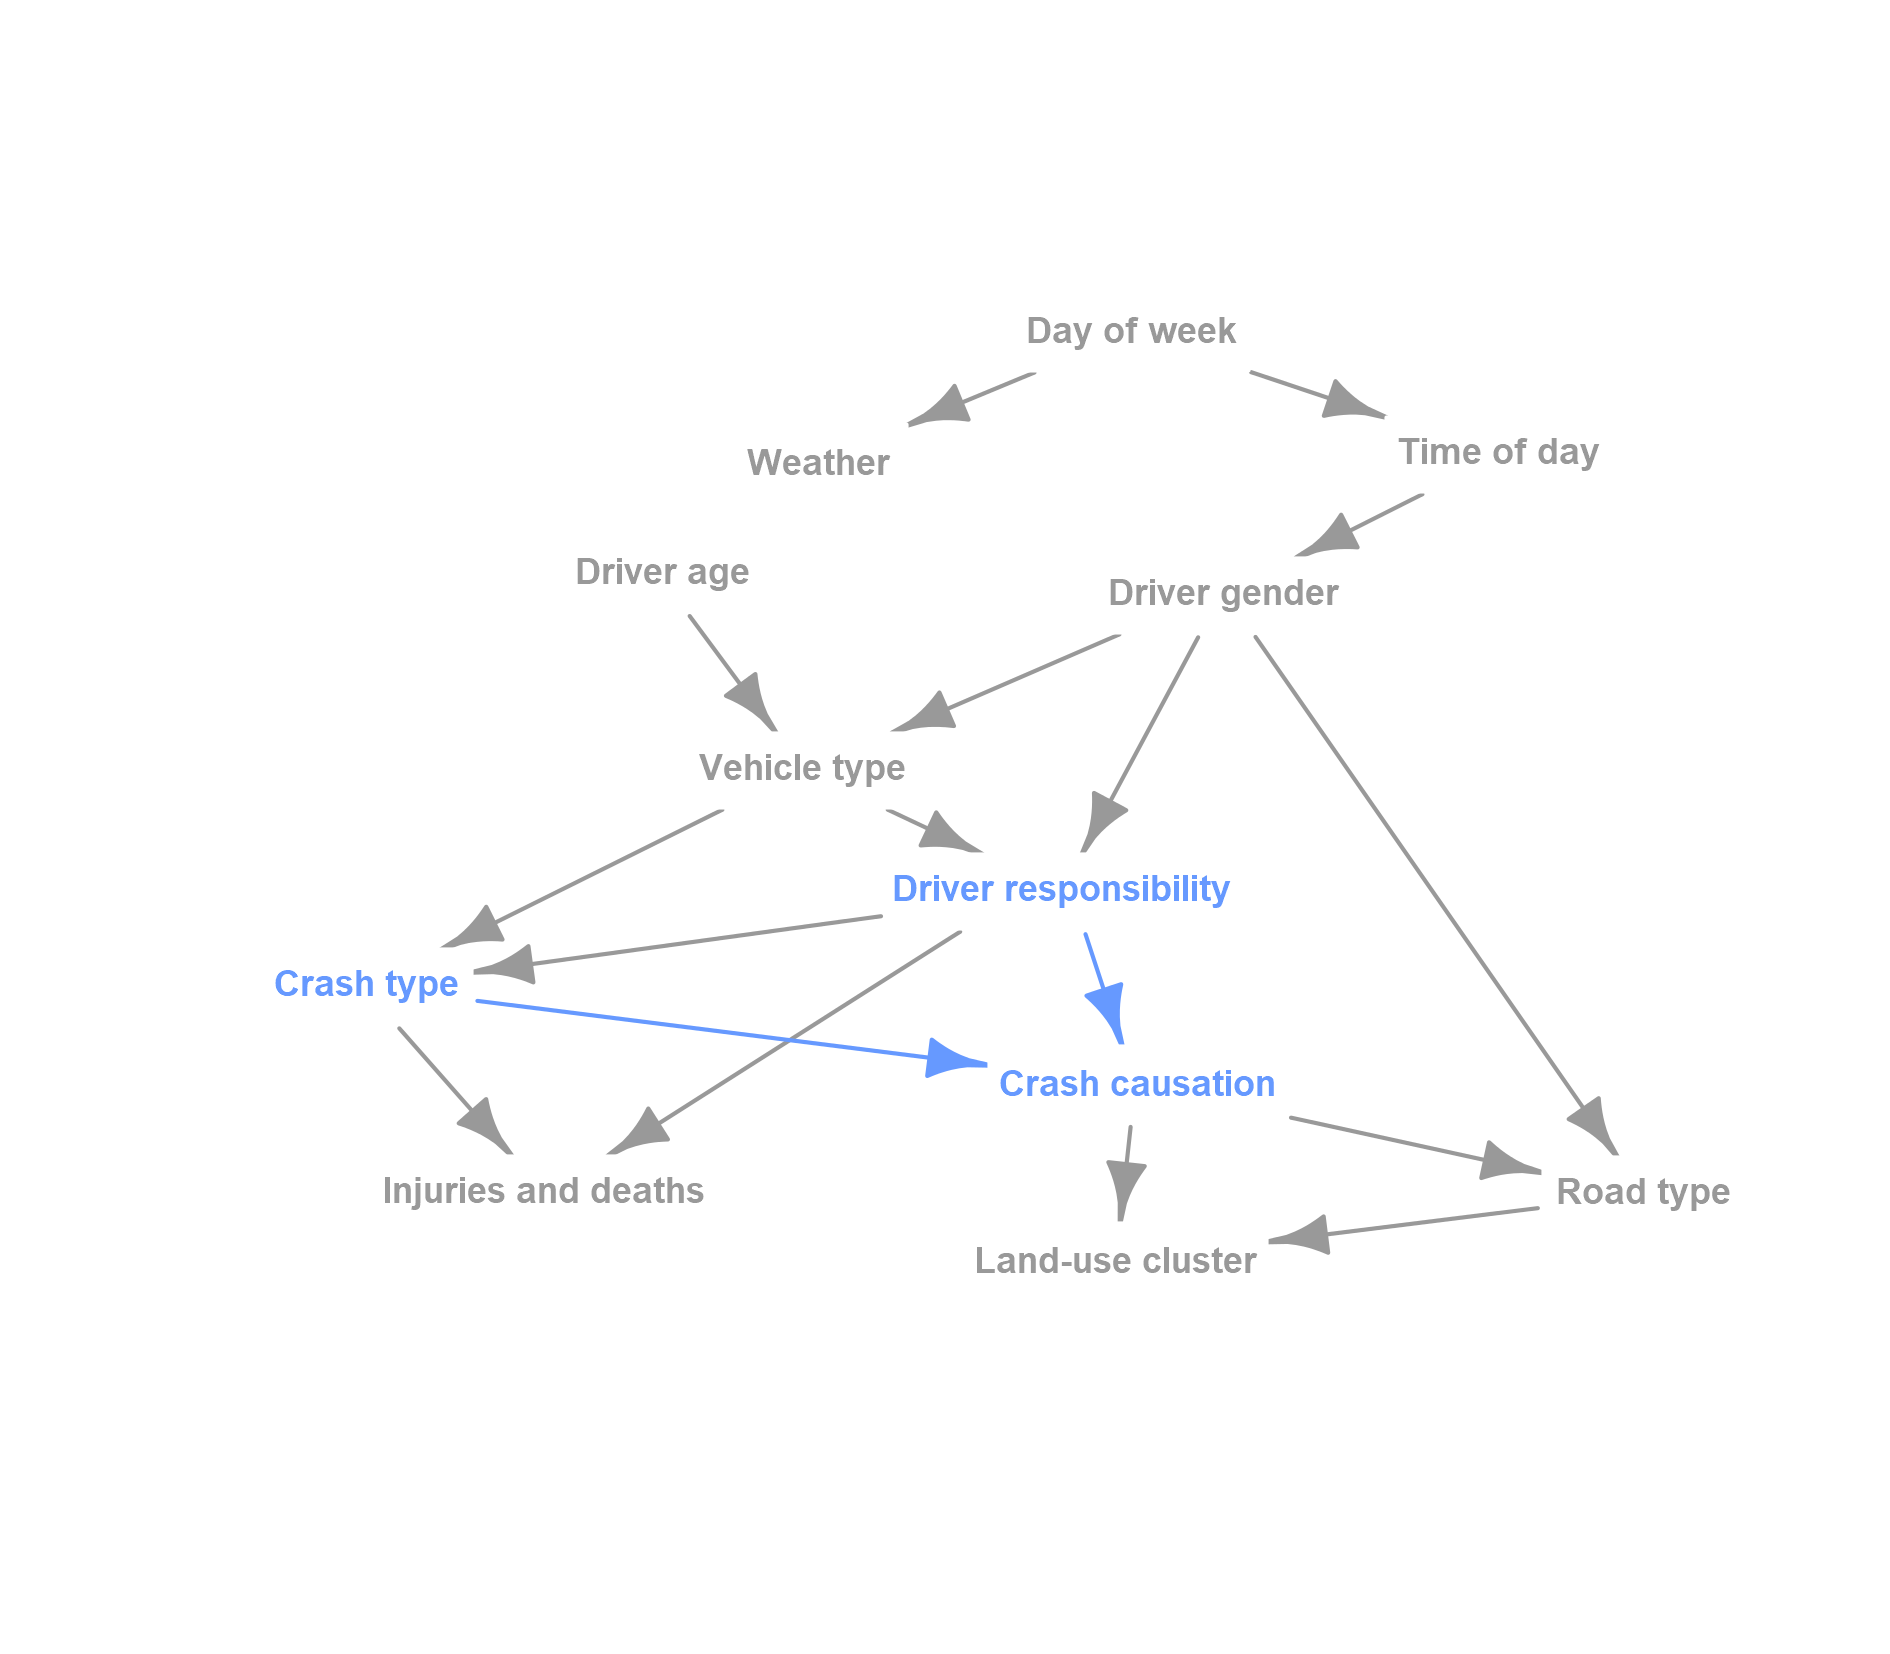 Day of week
Time of day
Weather
Driver age
Driver gender
Vehicle type
Driver responsibility
Crash type
Crash causation
Injuries and deaths
Road type
Land-use cluster